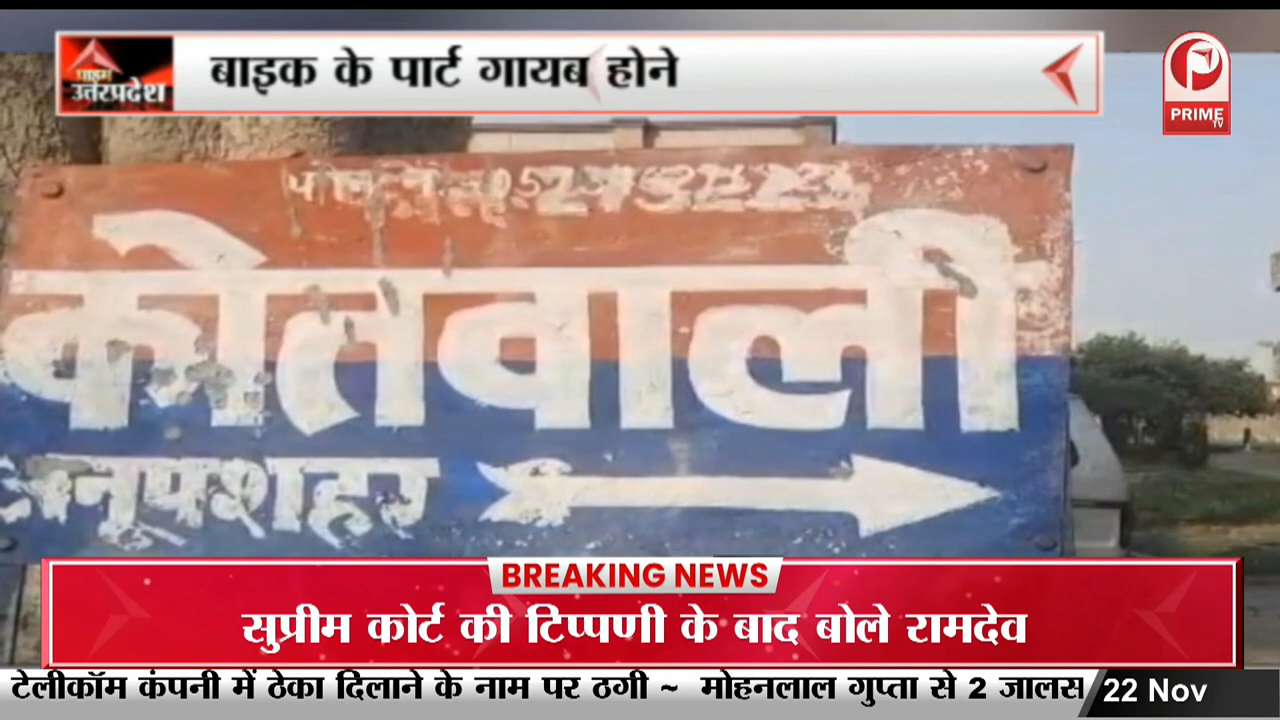 प्राइम
उत्तरप्रदेश
बाइक के पार्ट गायब होने
PRIME
TV
कोतवाली
अनूपशहर
BREAKING NEWS
सुप्रीम कोर्ट की टिप्पणी के बाद बोले रामदेव
टेलीकॉम कंपनी में ठेका दिलाने के नाम पर ठगी ~ मोहनलाल गुप्ता से 2 जालस
22 Nov